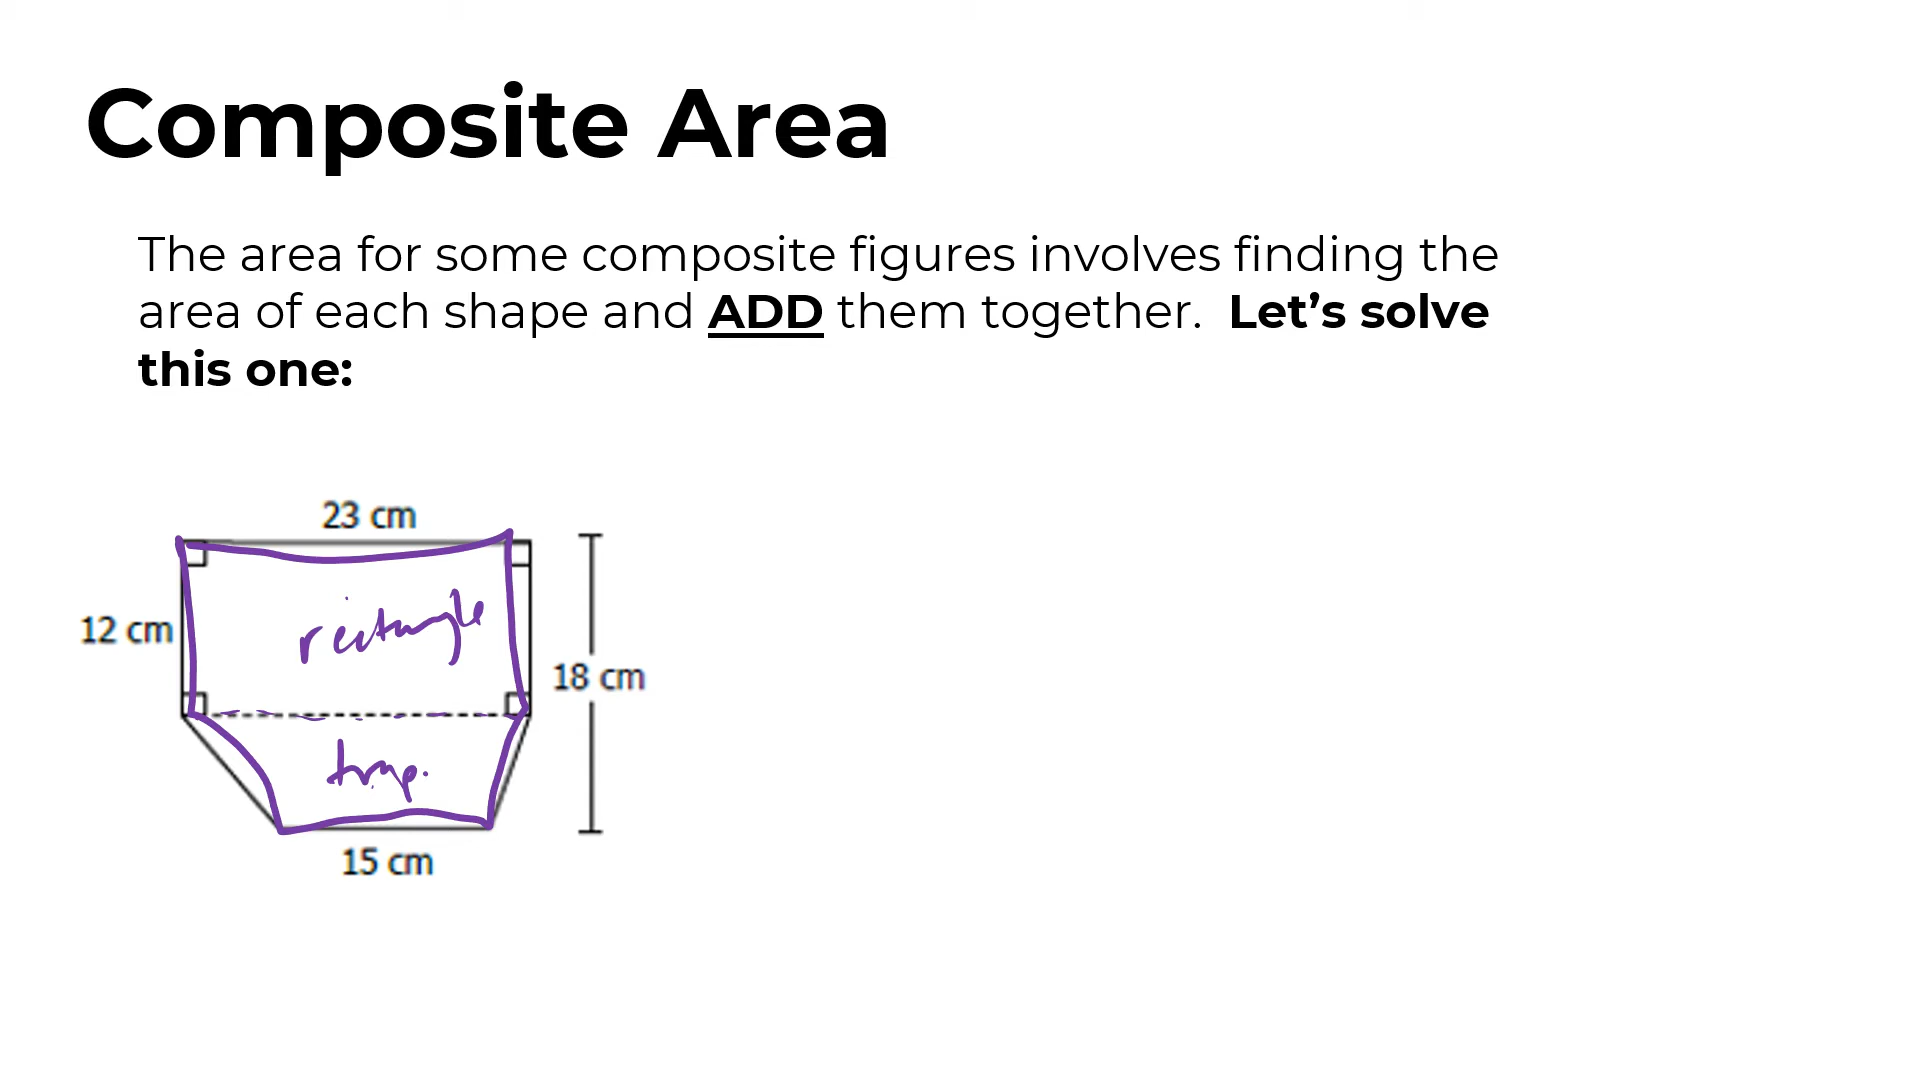 Composite Area
The area for some composite figures involves finding the
area of each shape and ADD them together. Let’s solve
this one:
23 cm
12 cm
rectangle
18 cm
trap.
15 cm